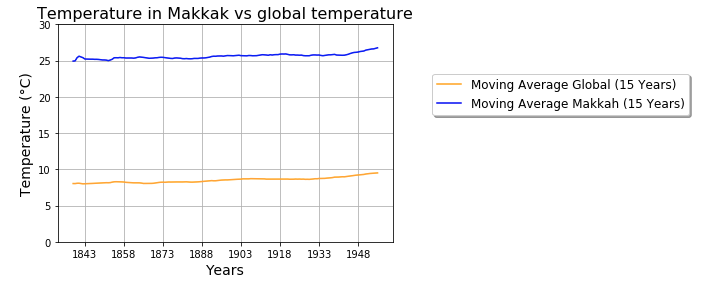 Temperature in Makkak vs global temperature
30
25
20
15
10
5
0
Temperature (°C)
1843 1858 1873 1888 1903 1918 1933 1948
Years
Moving Average Global (15 Years)
Moving Average Makkah (15 Years)